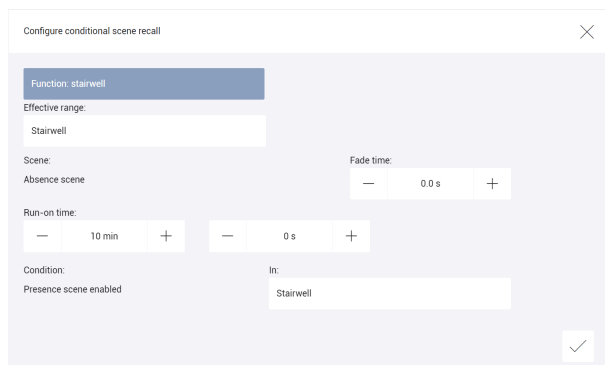 Configure conditional scene recall
Function: stairwell
Effective range:
Stairwell
Scene:
Fade time:
Absence scene
0.0 s
Run-on time:
10 min
0 s
Condition:
In:
Presence scene enabled
Stairwell